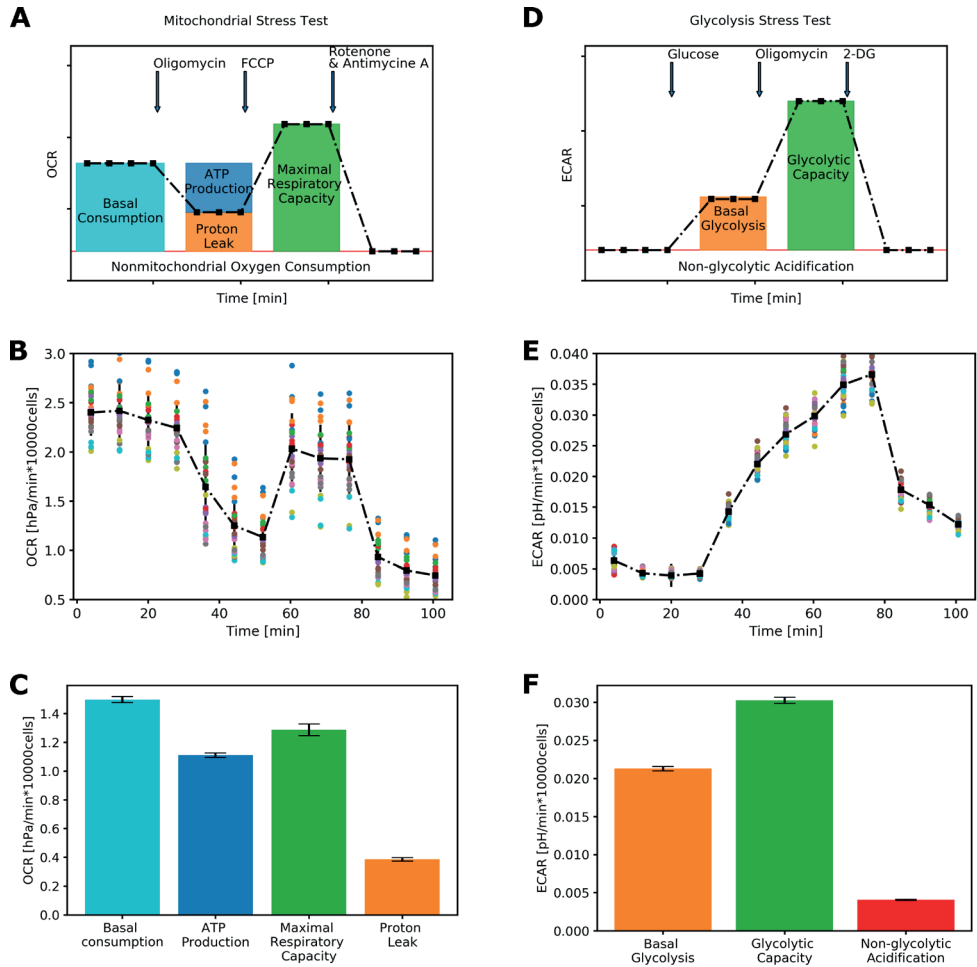 A
Mitochondrial Stress Test
OCR
Oligomycin
FCCP
Rotenone
& Antimycine A
Basal
Consumption
ATP
Production
Proton
Leak
Maximal
Respiratory
Capacity
Nonmitochondrial Oxygen Consumption
Time [min]
D
Glycolysis Stress Test
ECAR
Glucose
Oligomycin
2-DG
Basal
Glycolysis
Glycolytic
Capacity
Non-glycolytic Acidification
Time [min]
B
OCR [hPa/min*10000cells]
3.0
2.5
2.0
1.5
1.0
0.5
0
20
40
60
80
100
Time [min]
E
ECAR [pH/min*10000cells]
0.040
0.035
0.030
0.025
0.020
0.015
0.010
0.005
0.000
0
20
40
60
80
100
Time [min]
C
OCR [hPa/min*10000cells]
1.4
1.2
1.0
0.8
0.6
0.4
0.2
0.0
Basal
consumption
ATP
Production
Maximal
Respiratory
Capacity
Proton
Leak
F
ECAR [pH/min*10000cells]
0.030
0.025
0.020
0.015
0.010
0.005
0.000
Basal
Glycolysis
Glycolytic
Capacity
Non-glycolytic
Acidification